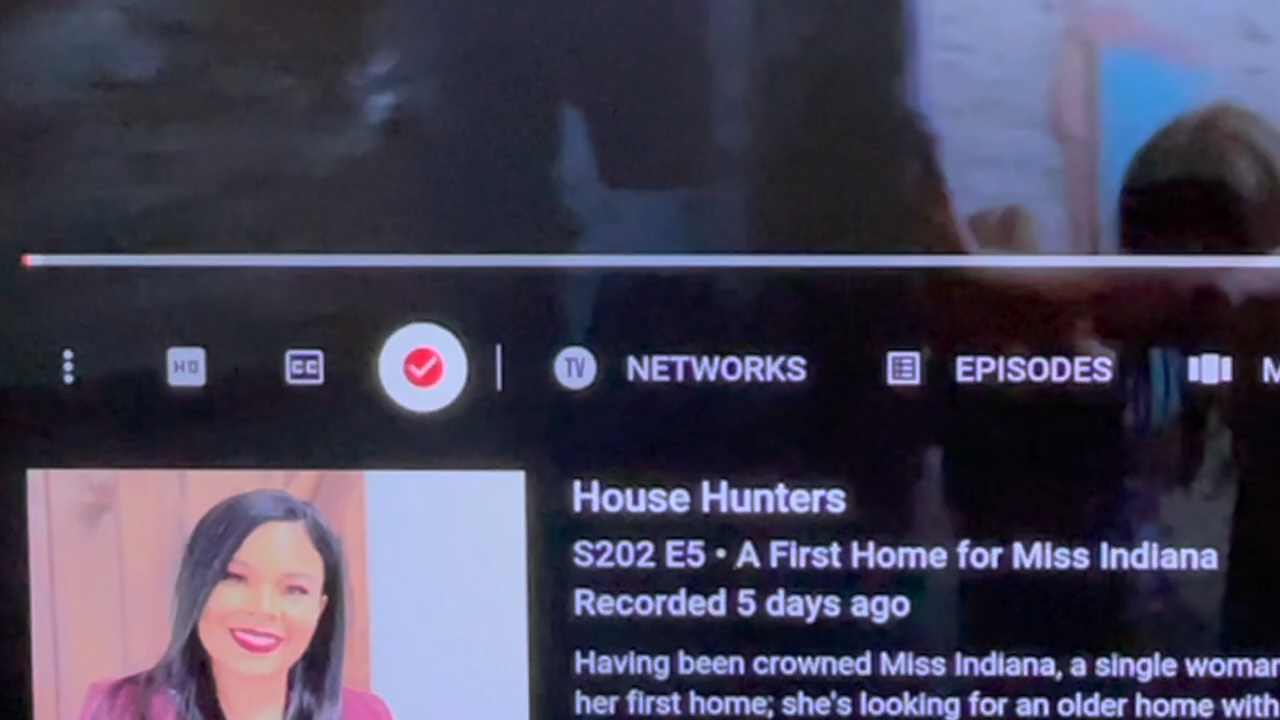 HD CC TV NETWORKS EPISODES M
House Hunters
S202 E5 • A First Home for Miss Indiana
Recorded 5 days ago
Having been crowned Miss Indiana, a single woman
her first home; she's looking for an older home with